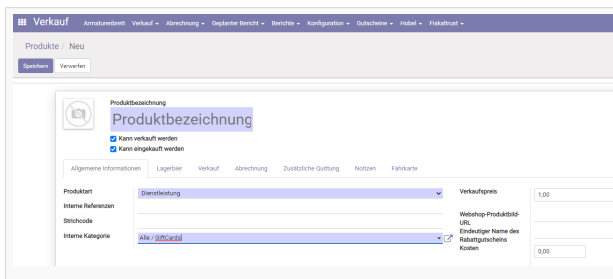 Verkauf Armaturenbrett Verkauf Abrechnung Geplanter Bericht Berichte Konfiguration Gutscheine Hobel Fiskaltrust
Produkte / Neu
Speichern Verwerfen
Produktbezeichnung
Produktbezeichnung
Kann verkauft werden
Kann eingekauft werden
Allgemeine Informationen Lagerbier Verkauf Abrechnung Zusätzliche Quittung Notizen Fahrkarte
Produktart Dienstleistung Verkaufspreis 1,00
Interne Referenzen
Strichcode
Webshop-Produktbild-URL
Interne Kategorie Alle / GiftCards
Eindeutiger Name des Rabattgutscheins
Kosten 0,00